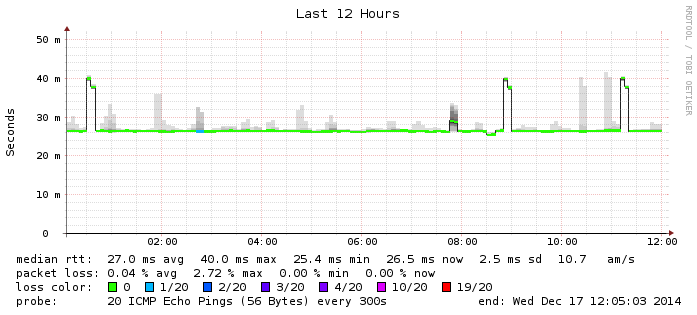 Last 12 Hours
RRDTOOL / TOBI OETIKER
Seconds
50 m
40 m
30 m
20 m
10 m
0
02:00 04:00 06:00 08:00 10:00 12:00
median rtt: 27.0 ms avg 40.0 ms max 25.4 ms min 26.5 ms now 2.5 ms sd 10.7 am/s
packet loss: 0.04 % avg 2.72 % max 0.00 % min 0.00 % now
loss color: 0 1/20 2/20 3/20 4/20 10/20 19/20
probe: 20 ICMP Echo Pings (56 Bytes) every 300s end: Wed Dec 17 12:05:03 2014